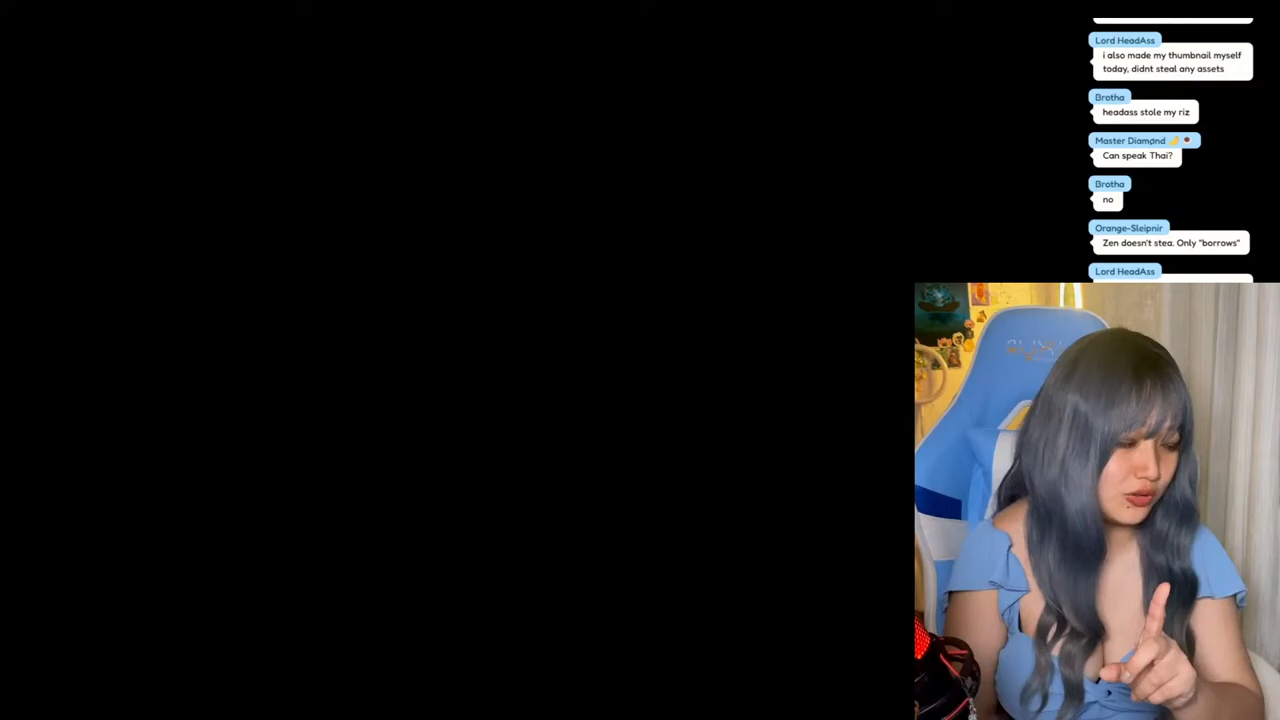 Lord HeadAss
i also made my thumbnail myself
today, didnt steal any assets
Brotha
headass stole my riz
Master Diamønd 🌙
Can speak Thai?
Brotha
no
Orange-Sleipnir
Zen doesn't stea. Only "borrows"
Lord HeadAss